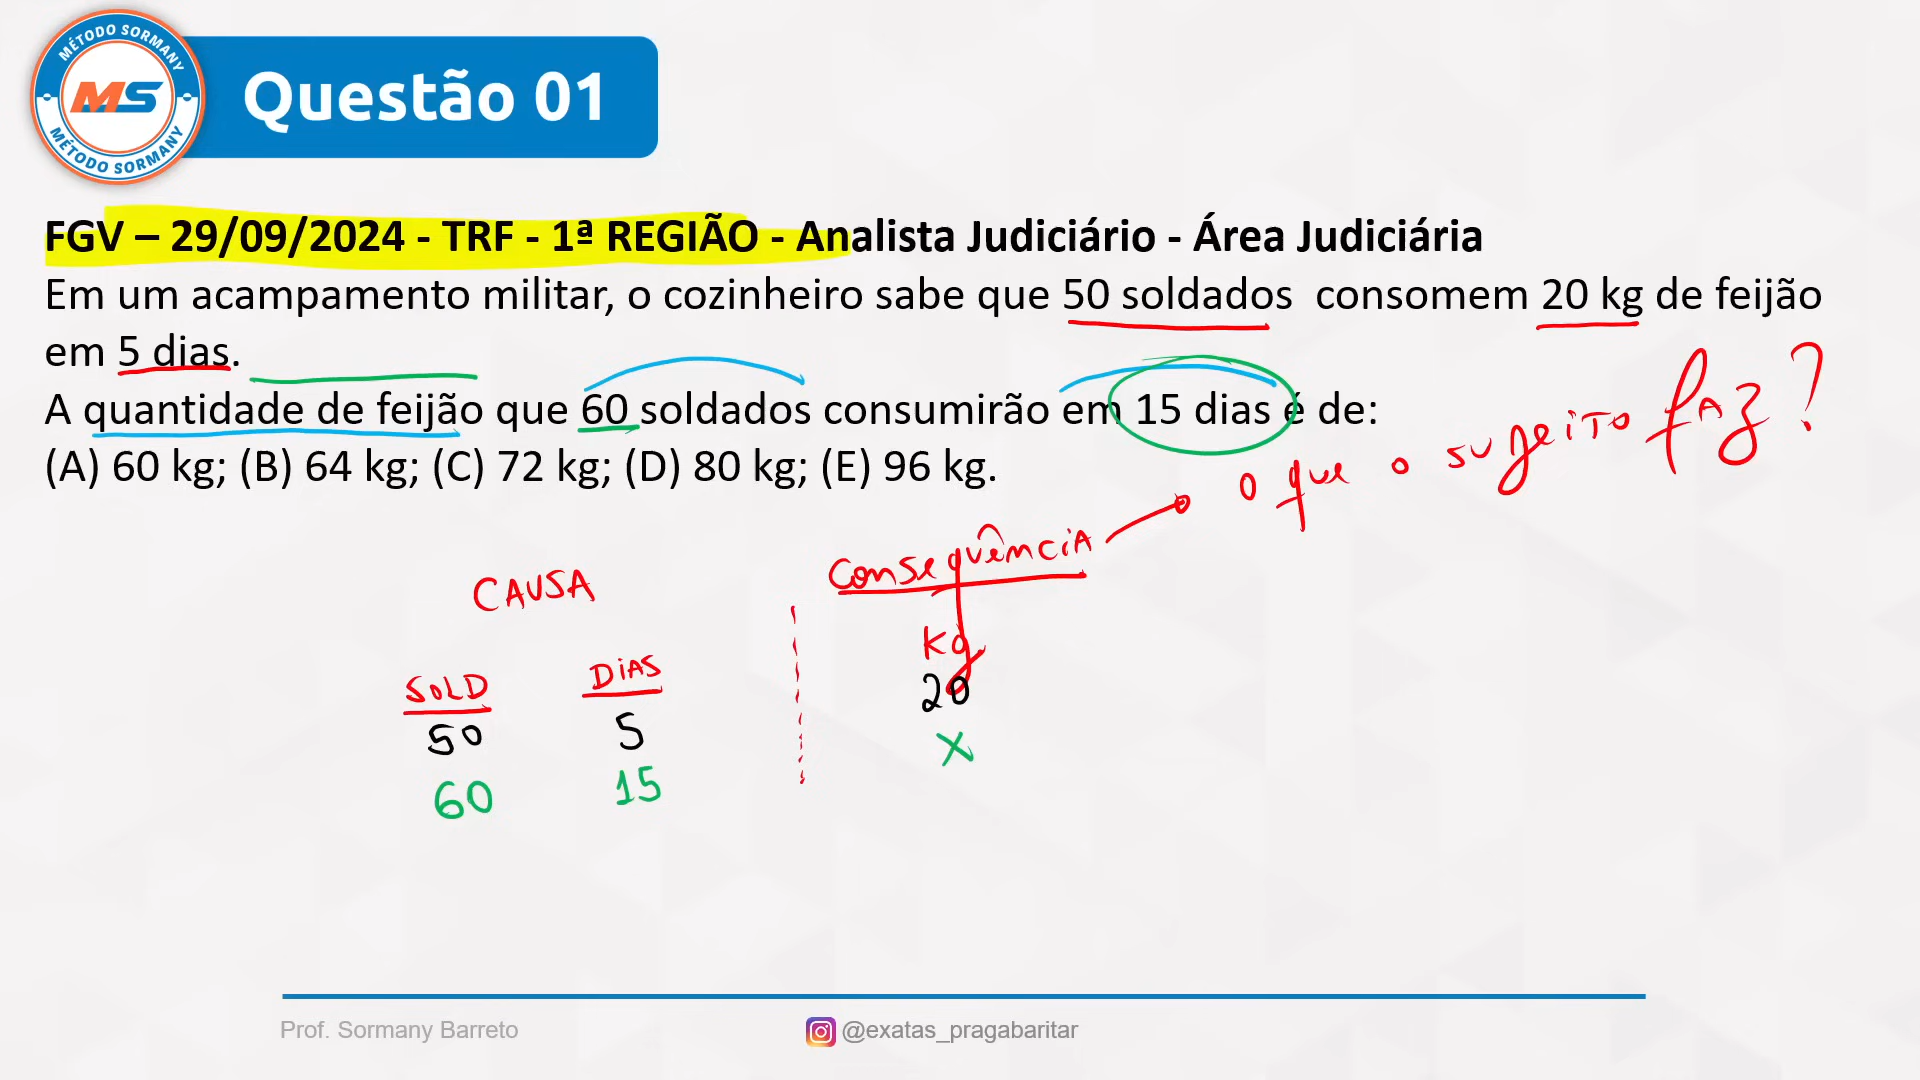 MÉTODO SORMANY
MS
MÉTODO SORMANY
Questão 01
FGV – 29/09/2024 - TRF - 1ª REGIÃO - Analista Judiciário - Área Judiciária
Em um acampamento militar, o cozinheiro sabe que 50 soldados consomem 20 kg de feijão
em 5 dias.
A quantidade de feijão que 60 soldados consumirão em 15 dias é de:
(A) 60 kg; (B) 64 kg; (C) 72 kg; (D) 80 kg; (E) 96 kg.
o que o sujeito faz?
CAUSA
Consequência
SOLD DIAS Kg
50 5 20
60 15 X
Prof. Sormany Barreto
@exatas_pragabaritar